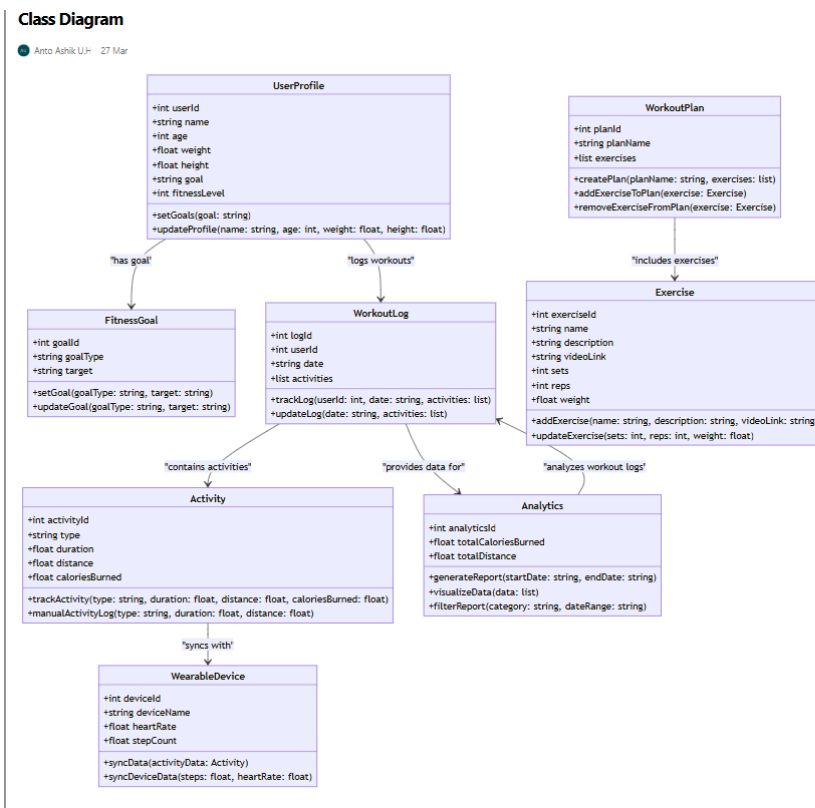 Class Diagram
Anto Ashik U.H 27 Mar
UserProfile
+int userId
+string name
+int age
+float weight
+float height
+string goal
+int fitnessLevel
+setGoals(goal: string)
+updateProfile(name: string, age: int, weight: float, height: float)
WorkoutPlan
+int planId
+string planName
+list exercises
+createPlan(planName: string, exercises: list)
+addExerciseToPlan(exercise: Exercise)
+removeExerciseFromPlan(exercise: Exercise)
"has goal"
"logs workouts"
"includes exercises"
FitnessGoal
+int goalId
+string goalType
+string target
+setGoal(goalType: string, target: string)
+updateGoal(goalType: string, target: string)
WorkoutLog
+int logId
+int userId
+string date
+list activities
+trackLog(userId: int, date: string, activities: list)
+updateLog(date: string, activities: list)
Exercise
+int exerciseId
+string name
+string description
+string videoLink
+int sets
+int reps
+float weight
+addExercise(name: string, description: string, videoLink: string
+updateExercise(sets: int, reps: int, weight: float)
"contains activities"
"provides data for"
"analyzes workout logs"
Activity
+int activityId
+string type
+float duration
+float distance
+float caloriesBurned
+trackActivity(type: string, duration: float, distance: float, caloriesBurned: float)
+manualActivityLog(type: string, duration: float, distance: float)
Analytics
+int analyticsId
+float totalCaloriesBurned
+float totalDistance
+generateReport(startDate: string, endDate: string)
+visualizeData(data: list)
+filterReport(category: string, dateRange: string)
"syncs with"
WearableDevice
+int deviceId
+string deviceName
+float heartRate
+float stepCount
+syncData(activityData: Activity)
+syncDeviceData(steps: float, heartRate: float)